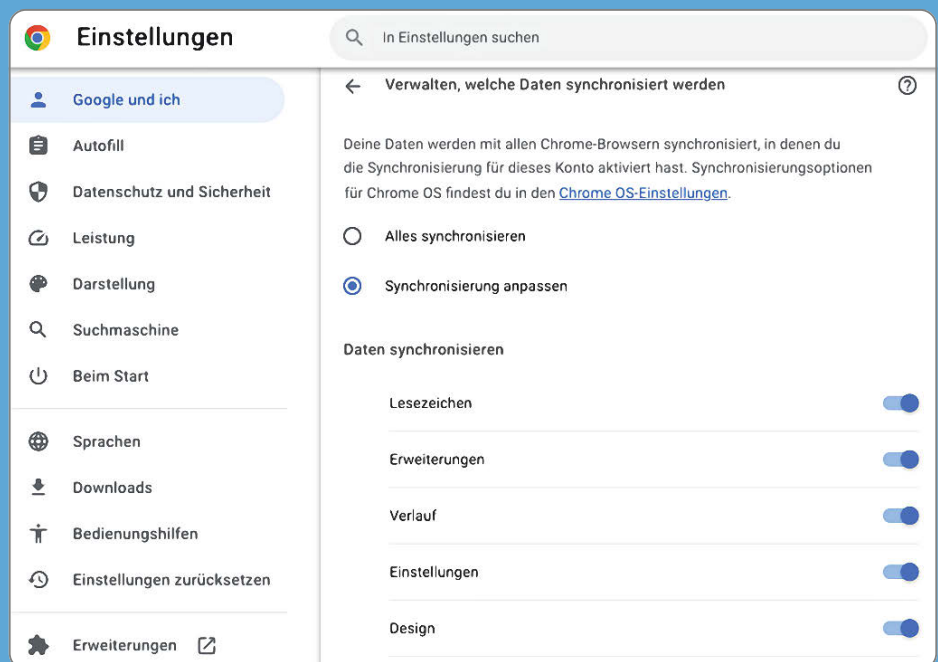 Einstellungen
In Einstellungen suchen
Google und ich
Autofill
Datenschutz und Sicherheit
Leistung
Darstellung
Suchmaschine
Beim Start
Sprachen
Downloads
Bedienungshilfen
Einstellungen zurücksetzen
Erweiterungen
Verwalten, welche Daten synchronisiert werden
Deine Daten werden mit allen Chrome-Browsern synchronisiert, in denen du
die Synchronisierung für dieses Konto aktiviert hast. Synchronisierungsoptionen
für Chrome OS findest du in den Chrome OS-Einstellungen.
Alles synchronisieren
Synchronisierung anpassen
Daten synchronisieren
Lesezeichen
Erweiterungen
Verlauf
Einstellungen
Design